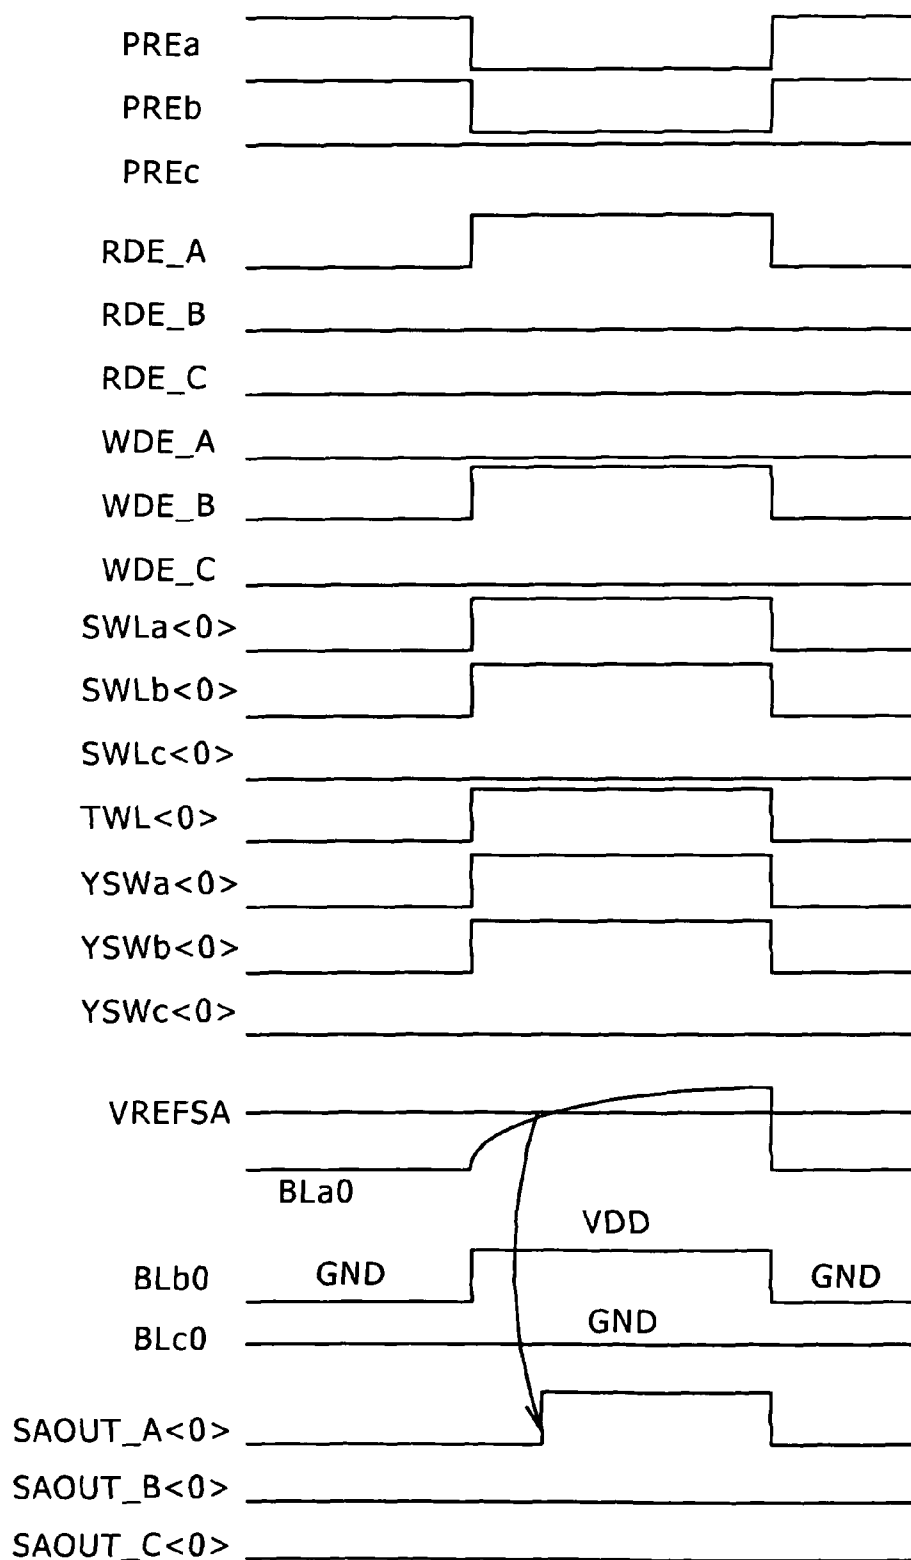 PREa
PREb
PREc
RDE_A
RDE_B
RDE_C
WDE_A
WDE_B
WDE_C
SWLa<0>
SWLb<0>
SWLc<0>
TWL<0>
YSWa<0>
YSWb<0>
YSWc<0>
VREFSA
BLa0
VDD
BLb0 GND GND
BLc0 GND
SAOUT_A<0>
SAOUT_B<0>
SAOUT_C<0>